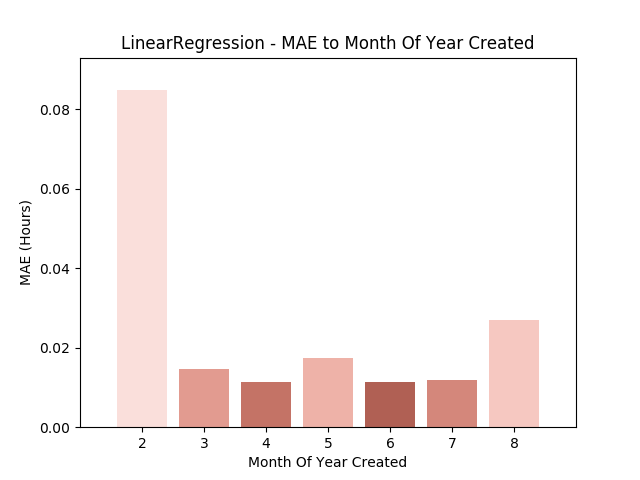 LinearRegression - MAE to Month Of Year Created
0.08
0.06
0.04
0.02
0.00
MAE (Hours)
2 3 4 5 6 7 8
Month Of Year Created